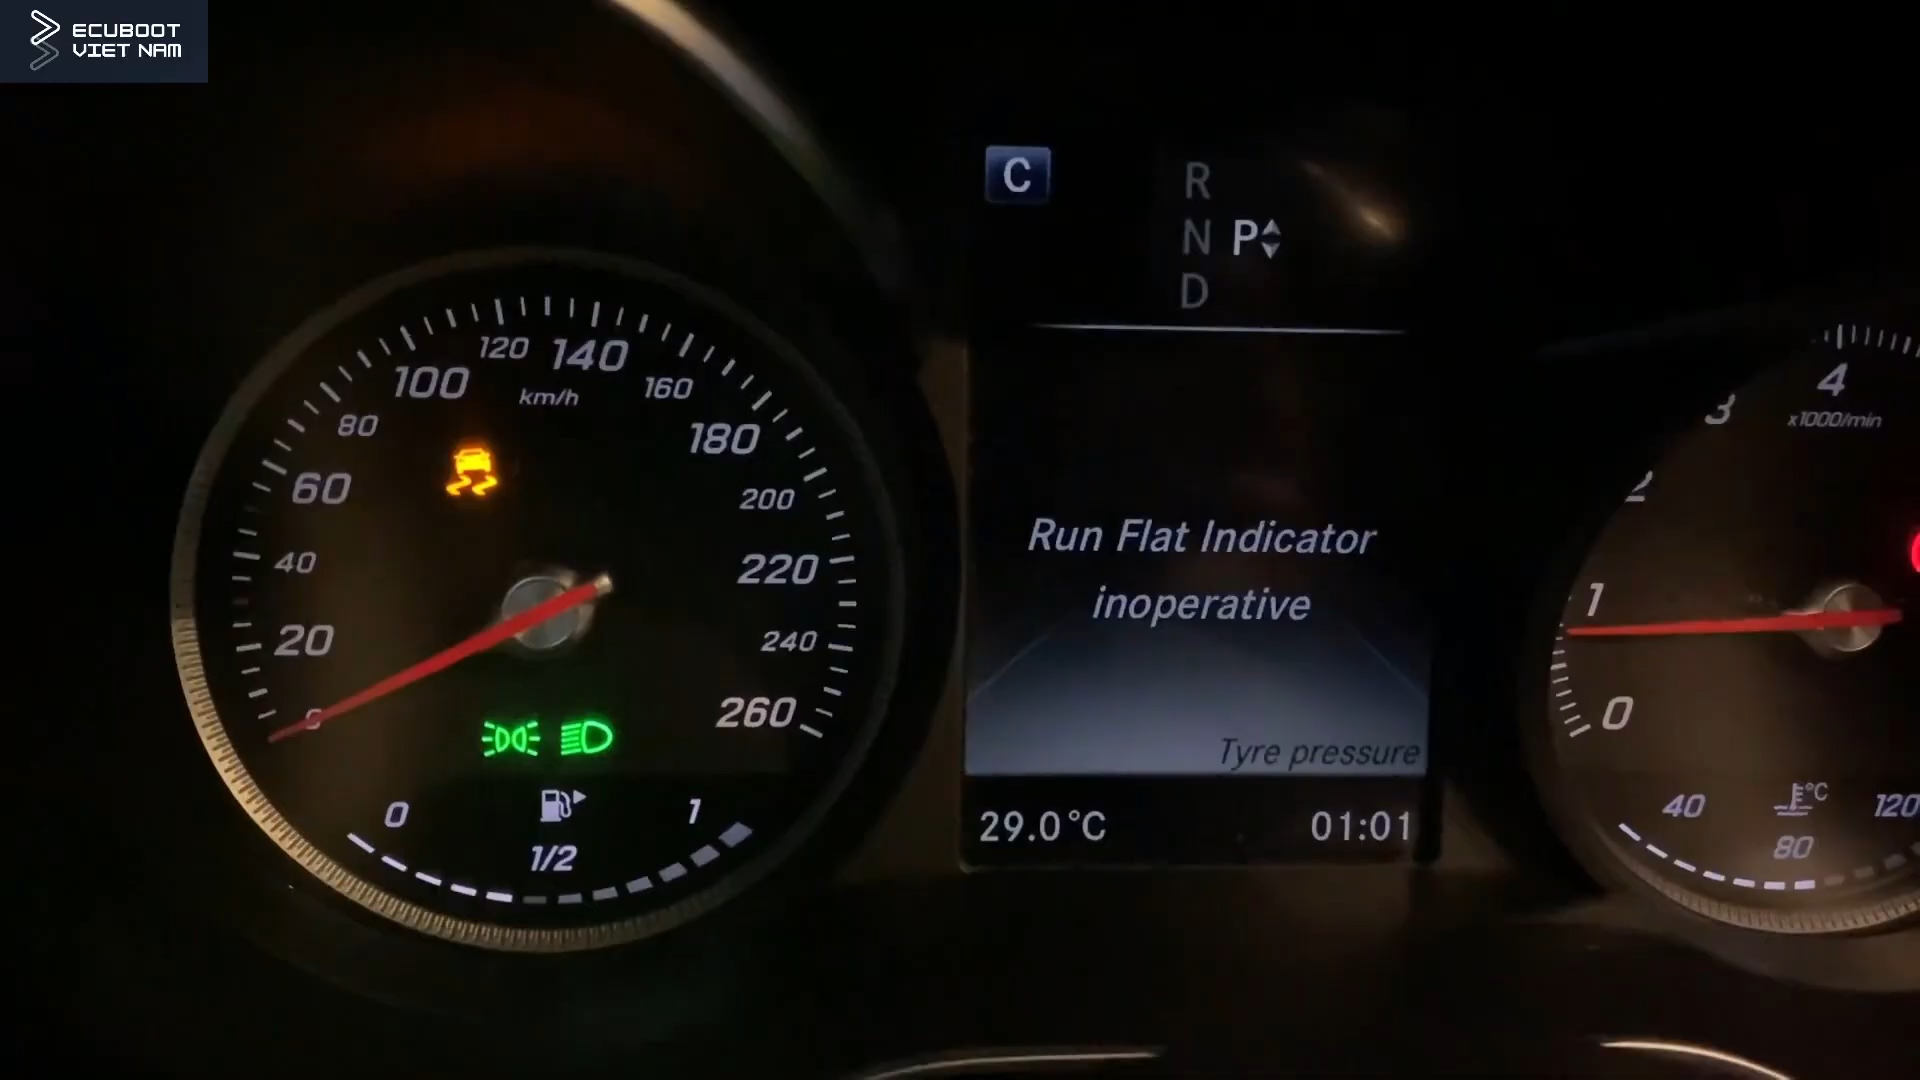 ECUBOOT
VIET NAM
C
R
N P
D
120 140
100 160
km/h
80 180
60 200
40 220
20 240
0 260
0 1
1/2
Run Flat Indicator
inoperative
Tyre pressure
29.0°C 01:01
4
3
x1000/min
2
1
0
°C
40 120
80